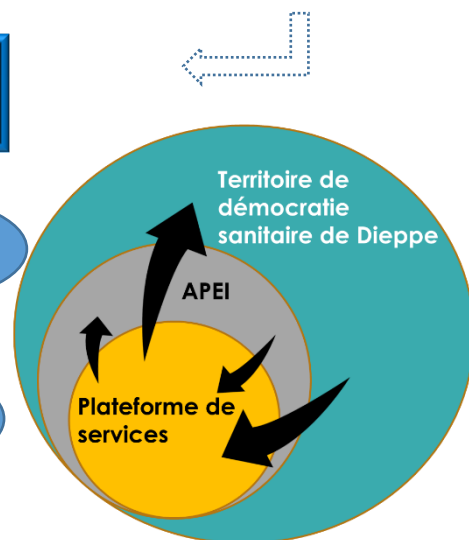 Territoire de
démocratie
sanitaire de Dieppe
APEI
Plateforme de
services